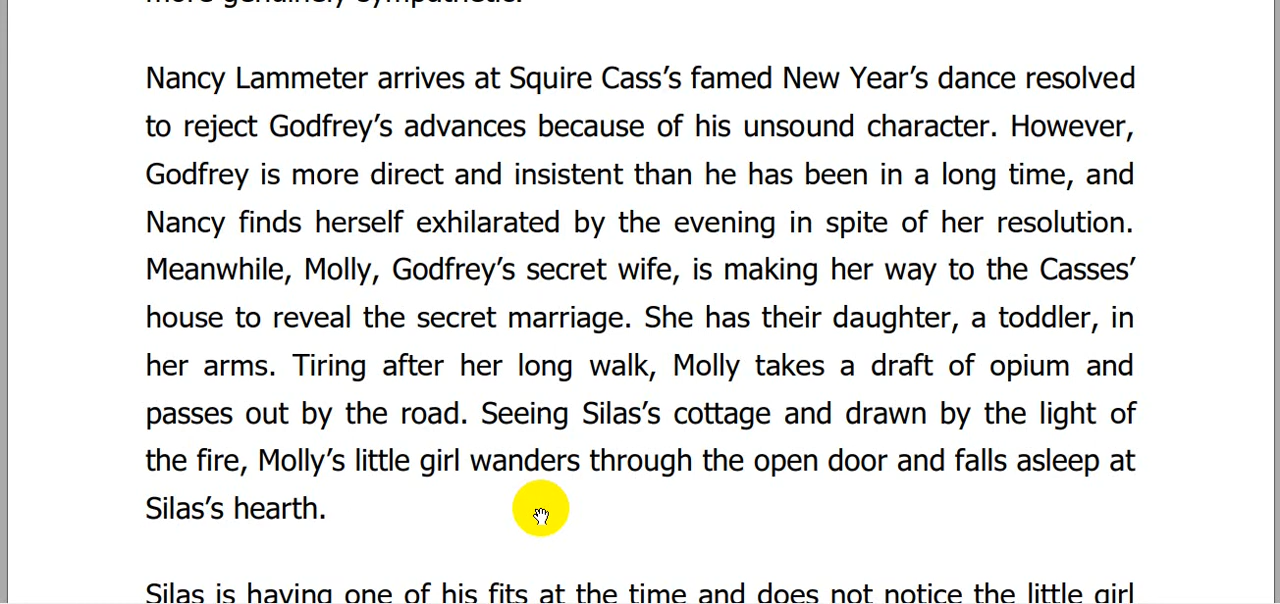 more genuinely sympathetic.
Nancy Lammeter arrives at Squire Cass’s famed New Year’s dance resolved
to reject Godfrey’s advances because of his unsound character. However,
Godfrey is more direct and insistent than he has been in a long time, and
Nancy finds herself exhilarated by the evening in spite of her resolution.
Meanwhile, Molly, Godfrey’s secret wife, is making her way to the Casses’
house to reveal the secret marriage. She has their daughter, a toddler, in
her arms. Tiring after her long walk, Molly takes a draft of opium and
passes out by the road. Seeing Silas’s cottage and drawn by the light of
the fire, Molly’s little girl wanders through the open door and falls asleep at
Silas’s hearth.
Silas is having one of his fits at the time and does not notice the little girl